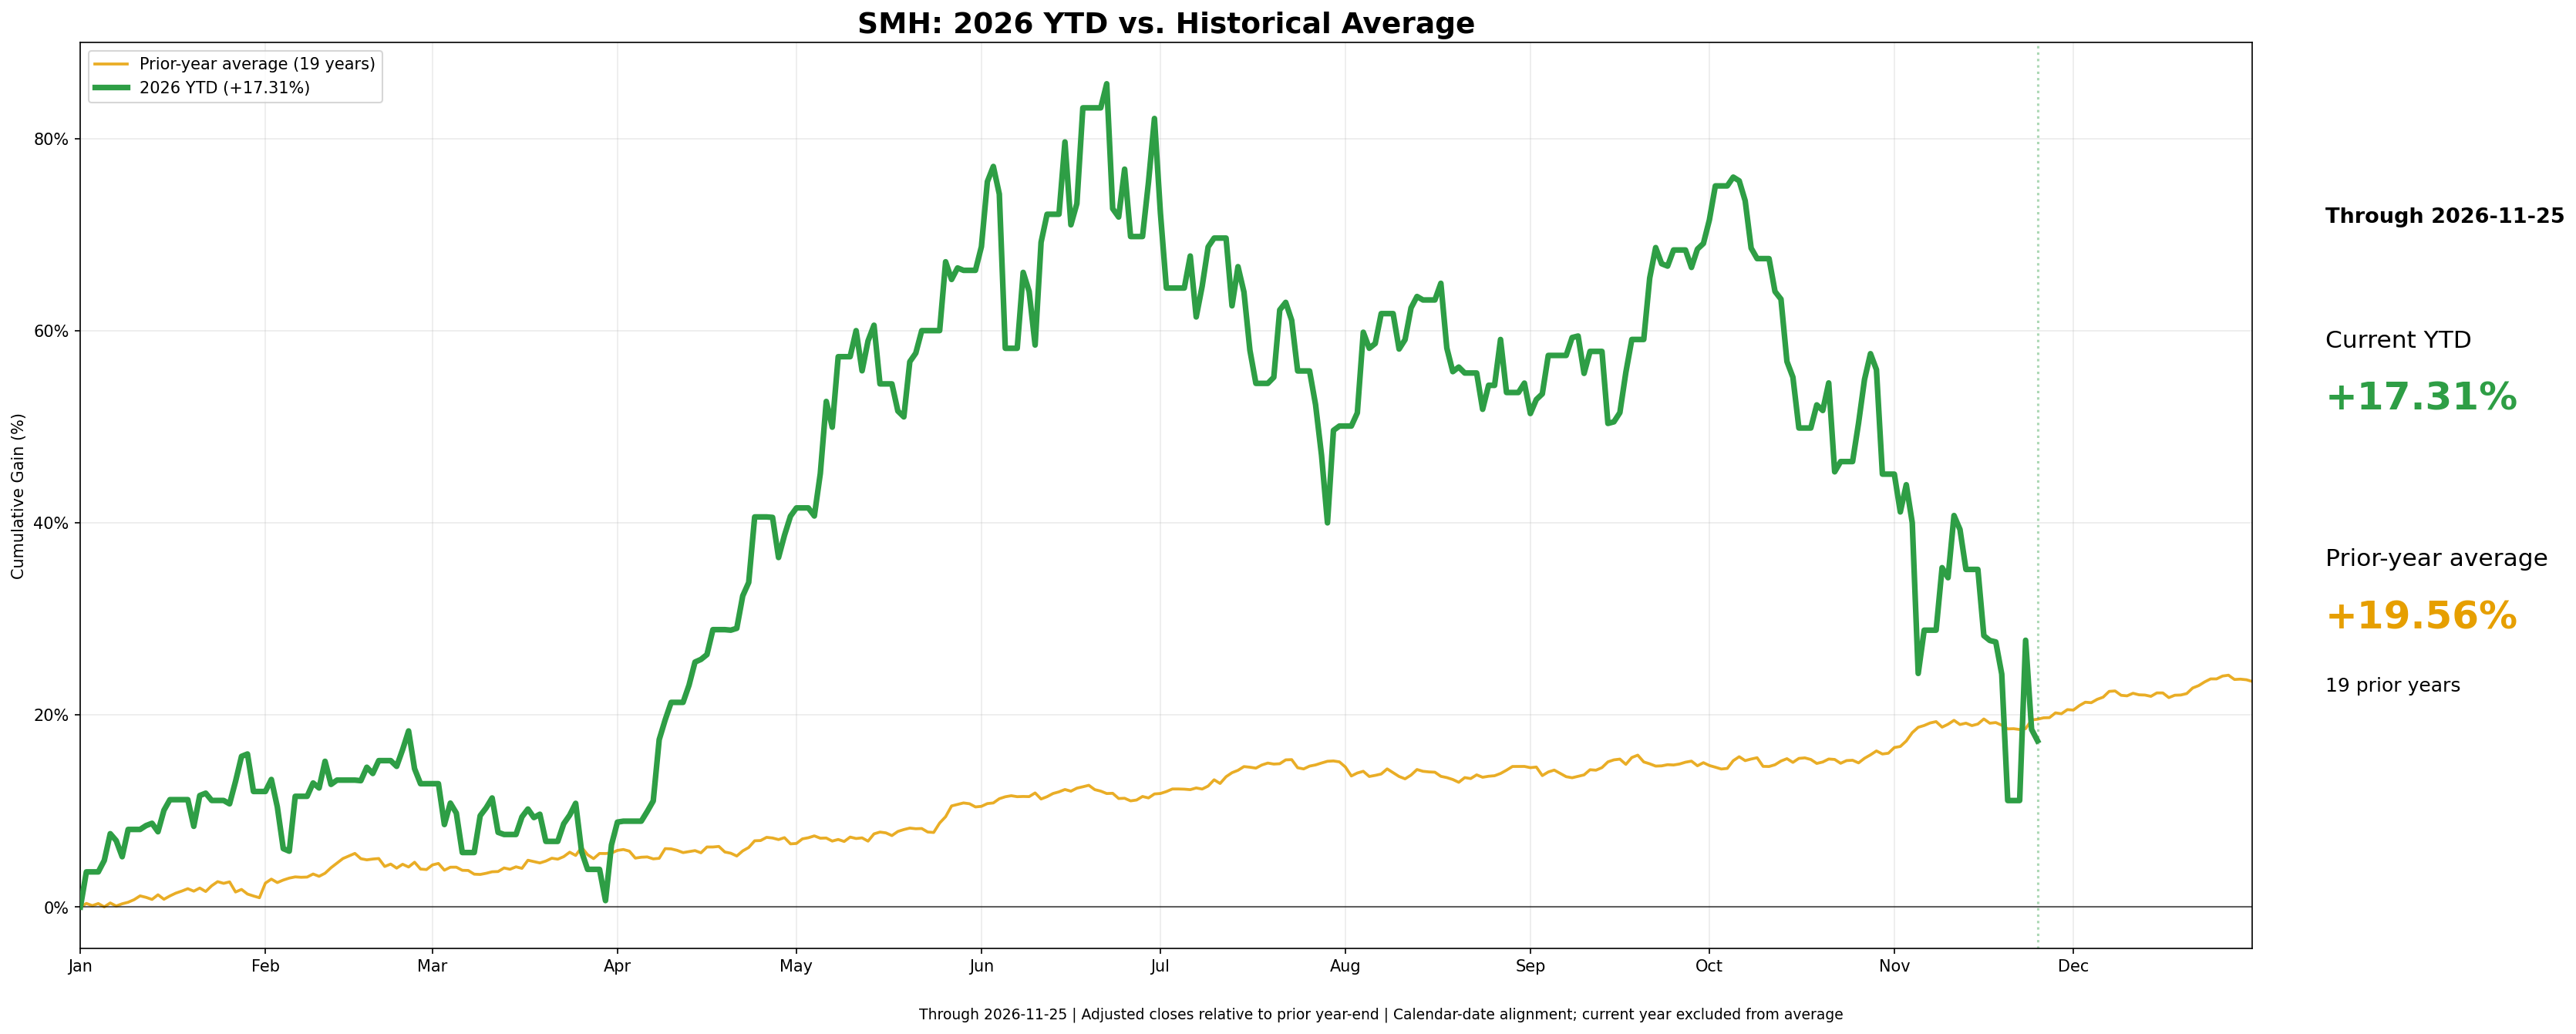 SMH: 2026 YTD vs. Historical Average
Prior-year average (19 years)
2026 YTD (+17.31%)
Cumulative Gain (%)
80%
60%
40%
20%
0%
Jan Feb Mar Apr May Jun Jul Aug Sep Oct Nov Dec
Through 2026-11-25
Current YTD
+17.31%
Prior-year average
+19.56%
19 prior years
Through 2026-11-25 | Adjusted closes relative to prior year-end | Calendar-date alignment; current year excluded from average